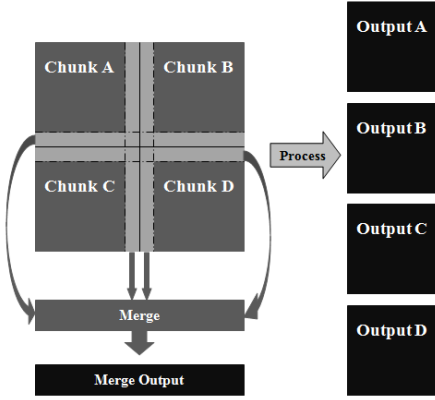 Chunk A
Chunk B
Chunk C
Chunk D
Process
Merge
Merge Output
Output A
Output B
Output C
Output D